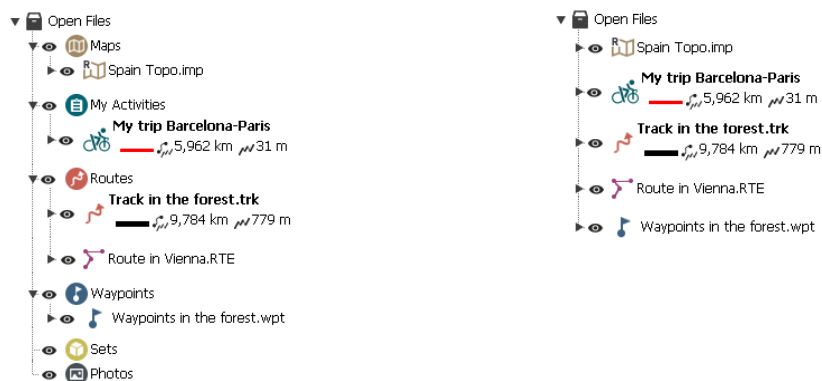 Open Files
Maps
R
Spain Topo.imp
My Activities
My trip Barcelona-Paris
5,962 km 31 m
Routes
Track in the forest.trk
9,784 km 779 m
Route in Vienna.RTE
Waypoints
Waypoints in the forest.wpt
Sets
Photos
Open Files
R
Spain Topo.imp
My trip Barcelona-Paris
5,962 km 31 m
Track in the forest.trk
9,784 km 779 m
Route in Vienna.RTE
Waypoints in the forest.wpt